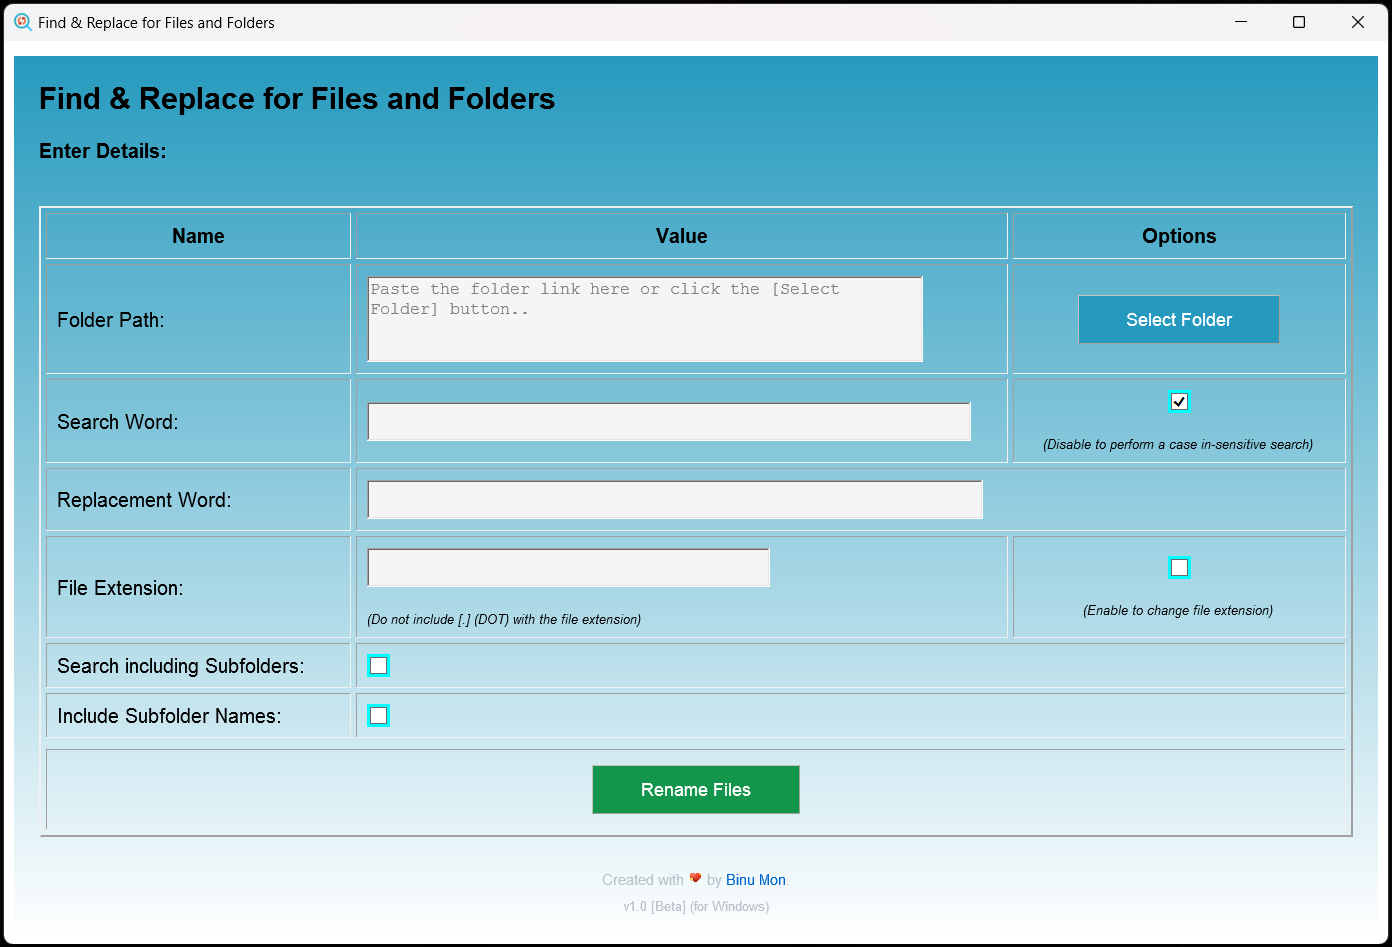 Find & Replace for Files and Folders
Find & Replace for Files and Folders
Enter Details:
Name
Value
Options
Folder Path:
Paste the folder link here or click the [Select
Folder] button..
Select Folder
Search Word:
(Disable to perform a case in-sensitive search)
Replacement Word:
File Extension:
(Do not include [.] (DOT) with the file extension)
(Enable to change file extension)
Search including Subfolders:
Include Subfolder Names:
Rename Files
Created with ❤ by Binu Mon.
v1.0 [Beta] (for Windows)